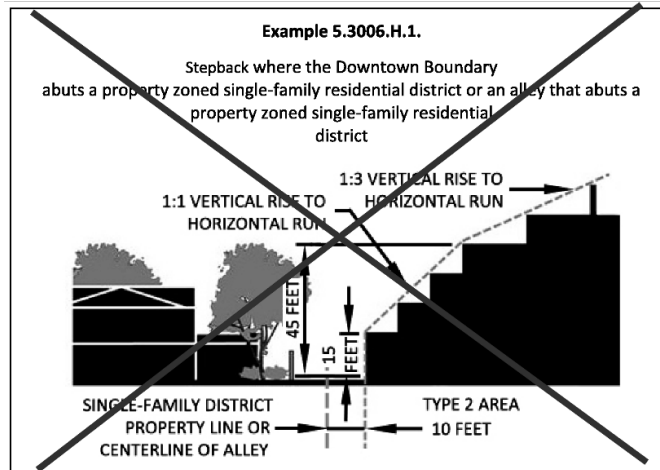 Example 5.3006.H.1.
Stepback where the Downtown Boundary
abuts a property zoned single-family residential district or an alley that abuts a
property zoned single-family residential
district
1:3 VERTICAL RISE TO
HORIZONTAL RUN
1:1 VERTICAL RISE TO
HORIZONTAL RUN
45 FEET
15
FEET
SINGLE-FAMILY DISTRICT
PROPERTY LINE OR
CENTERLINE OF ALLEY
TYPE 2 AREA
10 FEET